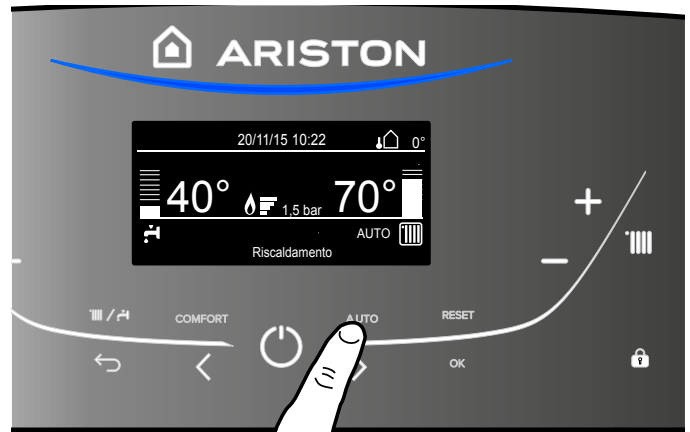 ARISTON
20/11/15 10:22 0°
40° 1,5 bar 70°
AUTO
Riscaldamento
COMFORT AUTO RESET
OK